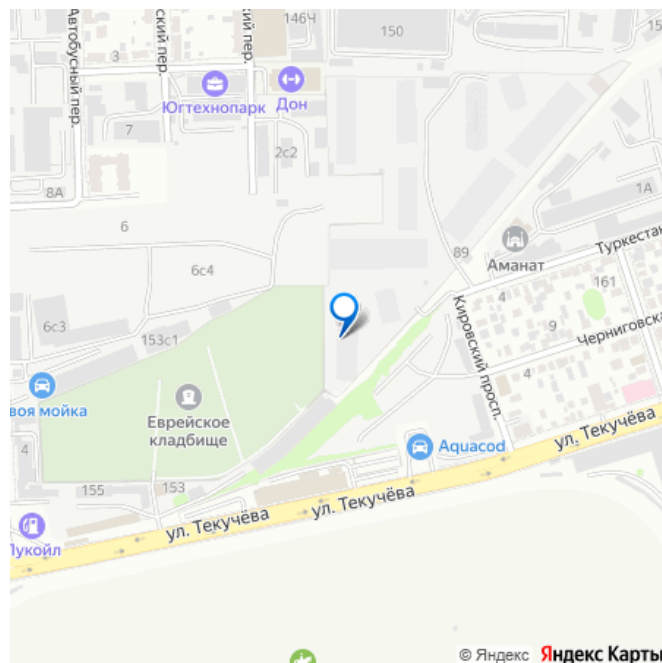 146Ч
150
ский пер.
кий пер.
Автобусный пер.
3
Югтехнопарк
Дон
7
2с2
8А
1А
6
89
Аманат
Туркестан
6с4
4
161
Кировский просп.
6с3
153с1
9
Черниговска
4
воя мойка
Еврейское
кладбище
Aquacod
4
ул. Текучёва
155
153
ул. Текучёва
ул. Текучёва
Лукойл
© Яндекс Яндекс Карты